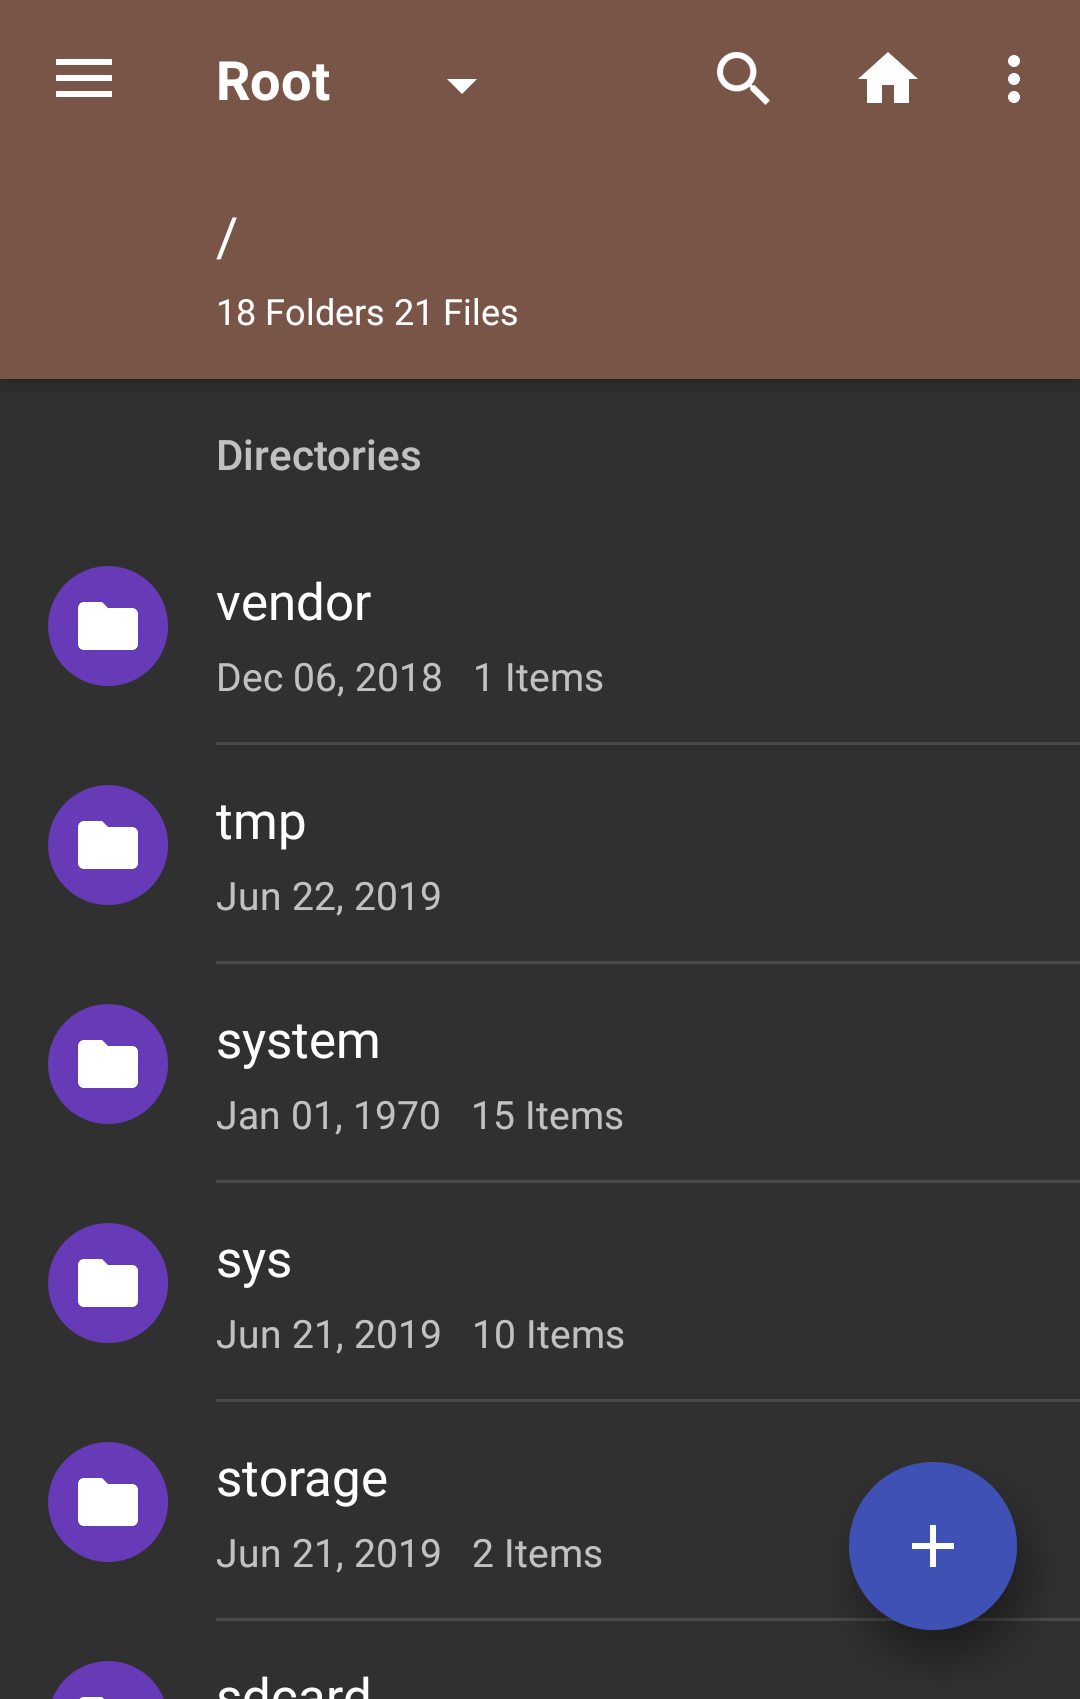 Root
/
18 Folders 21 Files
Directories
vendor
Dec 06, 2018 1 Items
tmp
Jun 22, 2019
system
Jan 01, 1970 15 Items
sys
Jun 21, 2019 10 Items
storage
Jun 21, 2019 2 Items
sdcard